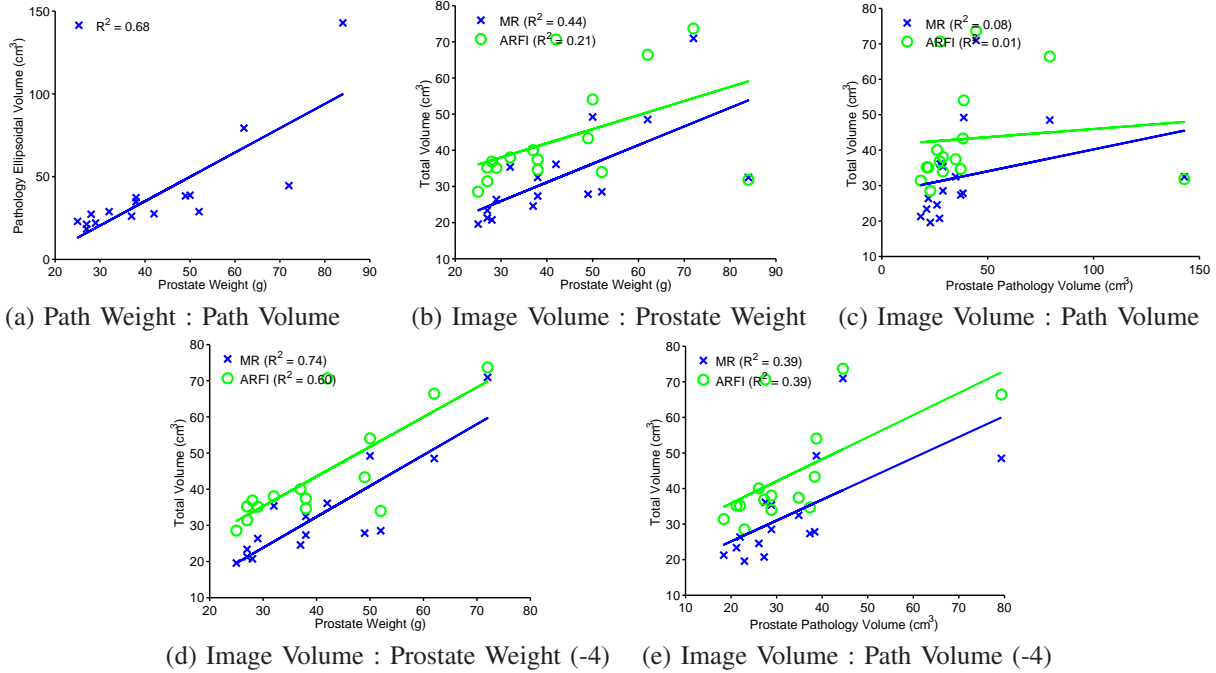 R² = 0.68
Pathology Ellipsoidal Volume (cm³)
150
100
50
0
20 30 40 50 60 70 80 90
Prostate Weight (g)
(a) Path Weight : Path Volume
MR (R² = 0.44)
ARFI (R² = 0.21)
Total Volume (cm³)
80
70
60
50
40
30
20
10
20 30 40 50 60 70 80 90
Prostate Weight (g)
(b) Image Volume : Prostate Weight
MR (R² = 0.08)
ARFI (R² = 0.01)
Total Volume (cm³)
80
70
60
50
40
30
20
10
0 50 100 150
Prostate Pathology Volume (cm³)
(c) Image Volume : Path Volume
MR (R² = 0.74)
ARFI (R² = 0.60)
Total Volume (cm³)
80
70
60
50
40
30
20
10
20 30 40 50 60 70 80
Prostate Weight (g)
(d) Image Volume : Prostate Weight (-4)
MR (R² = 0.39)
ARFI (R² = 0.39)
Total Volume (cm³)
80
70
60
50
40
30
20
10
10 20 30 40 50 60 70 80
Prostate Pathology Volume (cm³)
(e) Image Volume : Path Volume (-4)